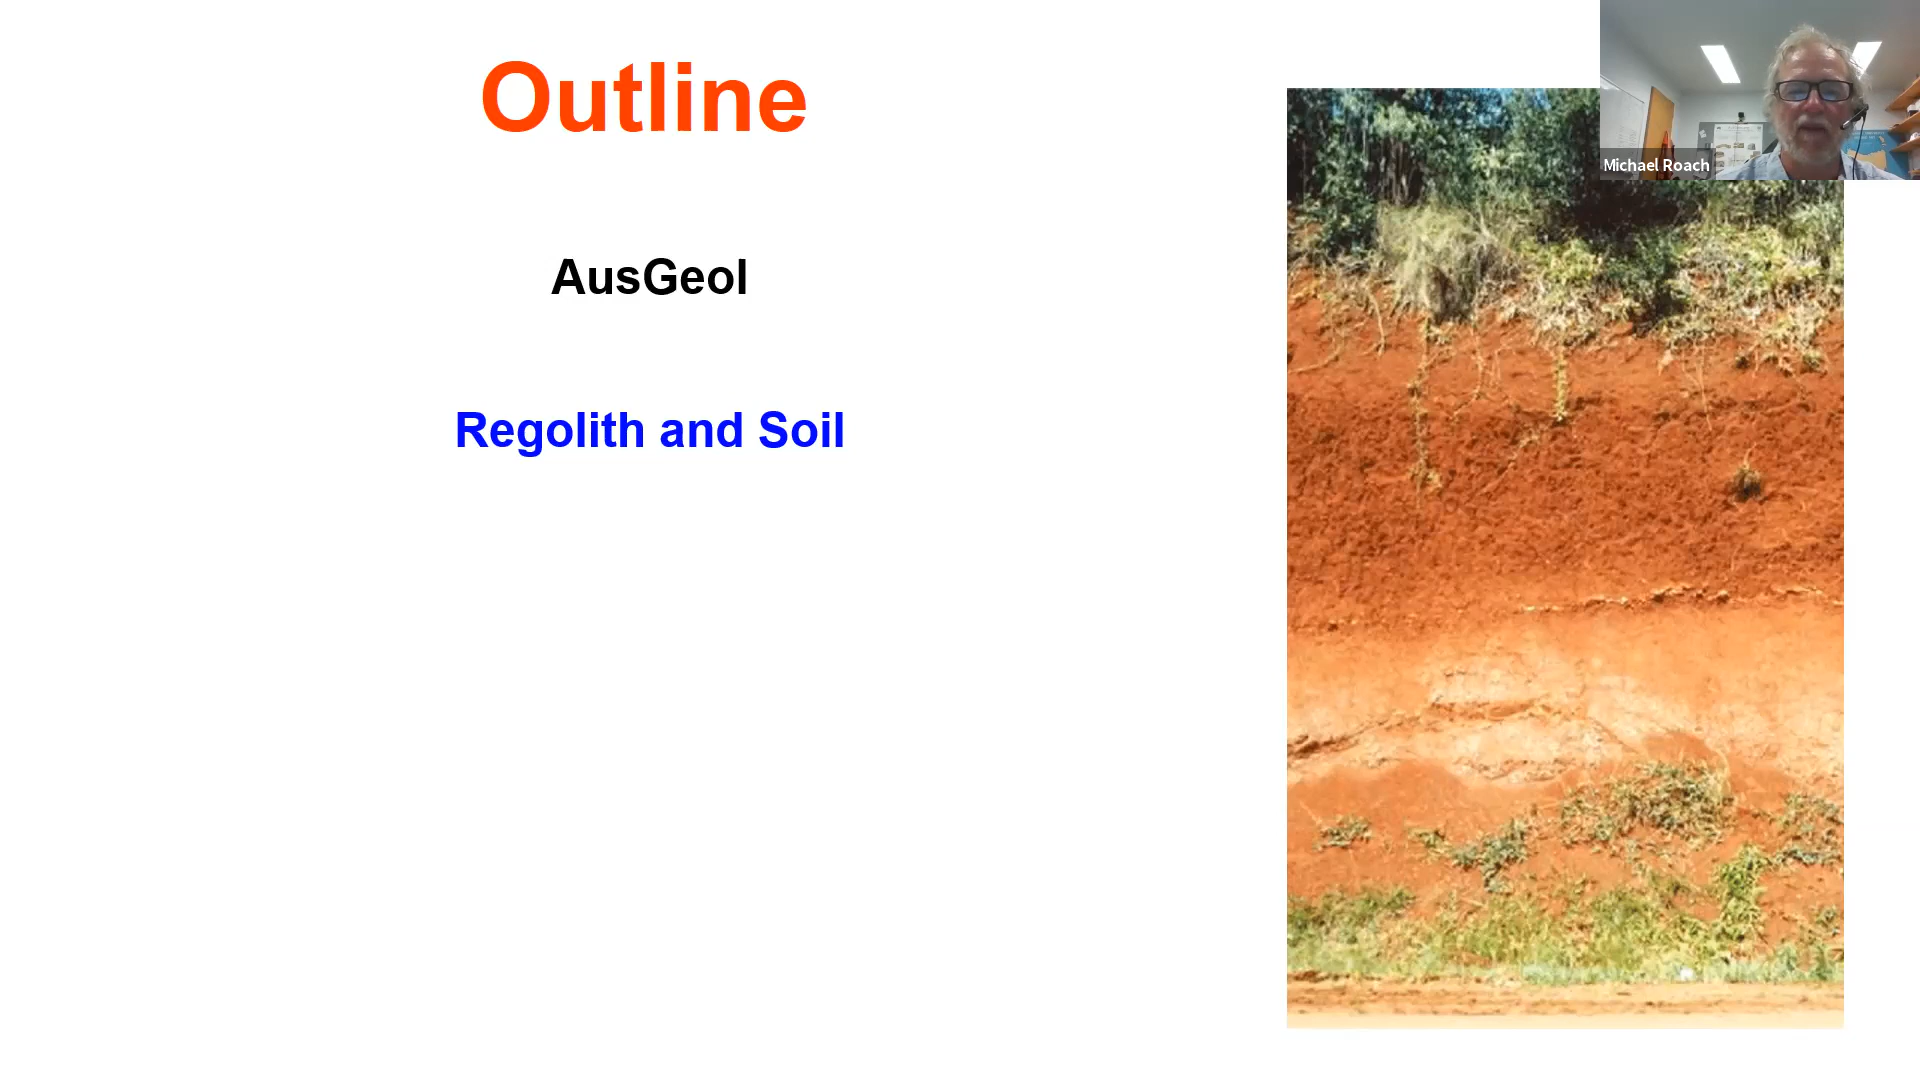 Outline
Michael Roach
AusGeol
Regolith and Soil